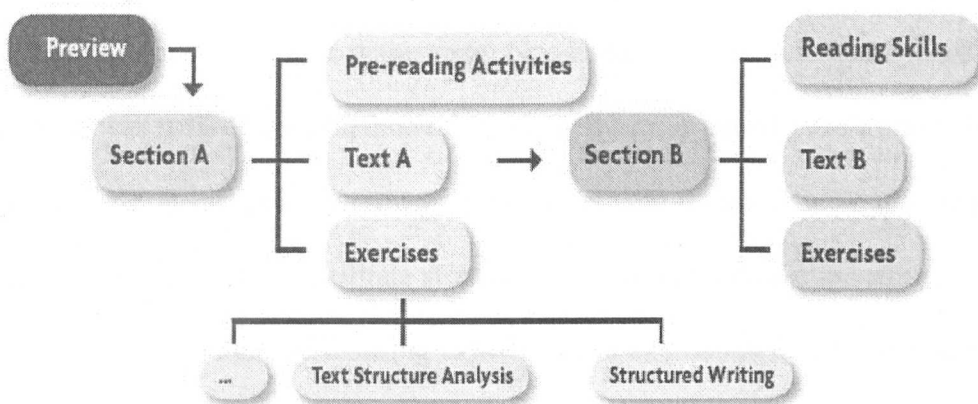 Preview
Section A
Pre-reading Activities
Text A
Exercises
...
Text Structure Analysis
Structured Writing
Section B
Reading Skills
Text B
Exercises